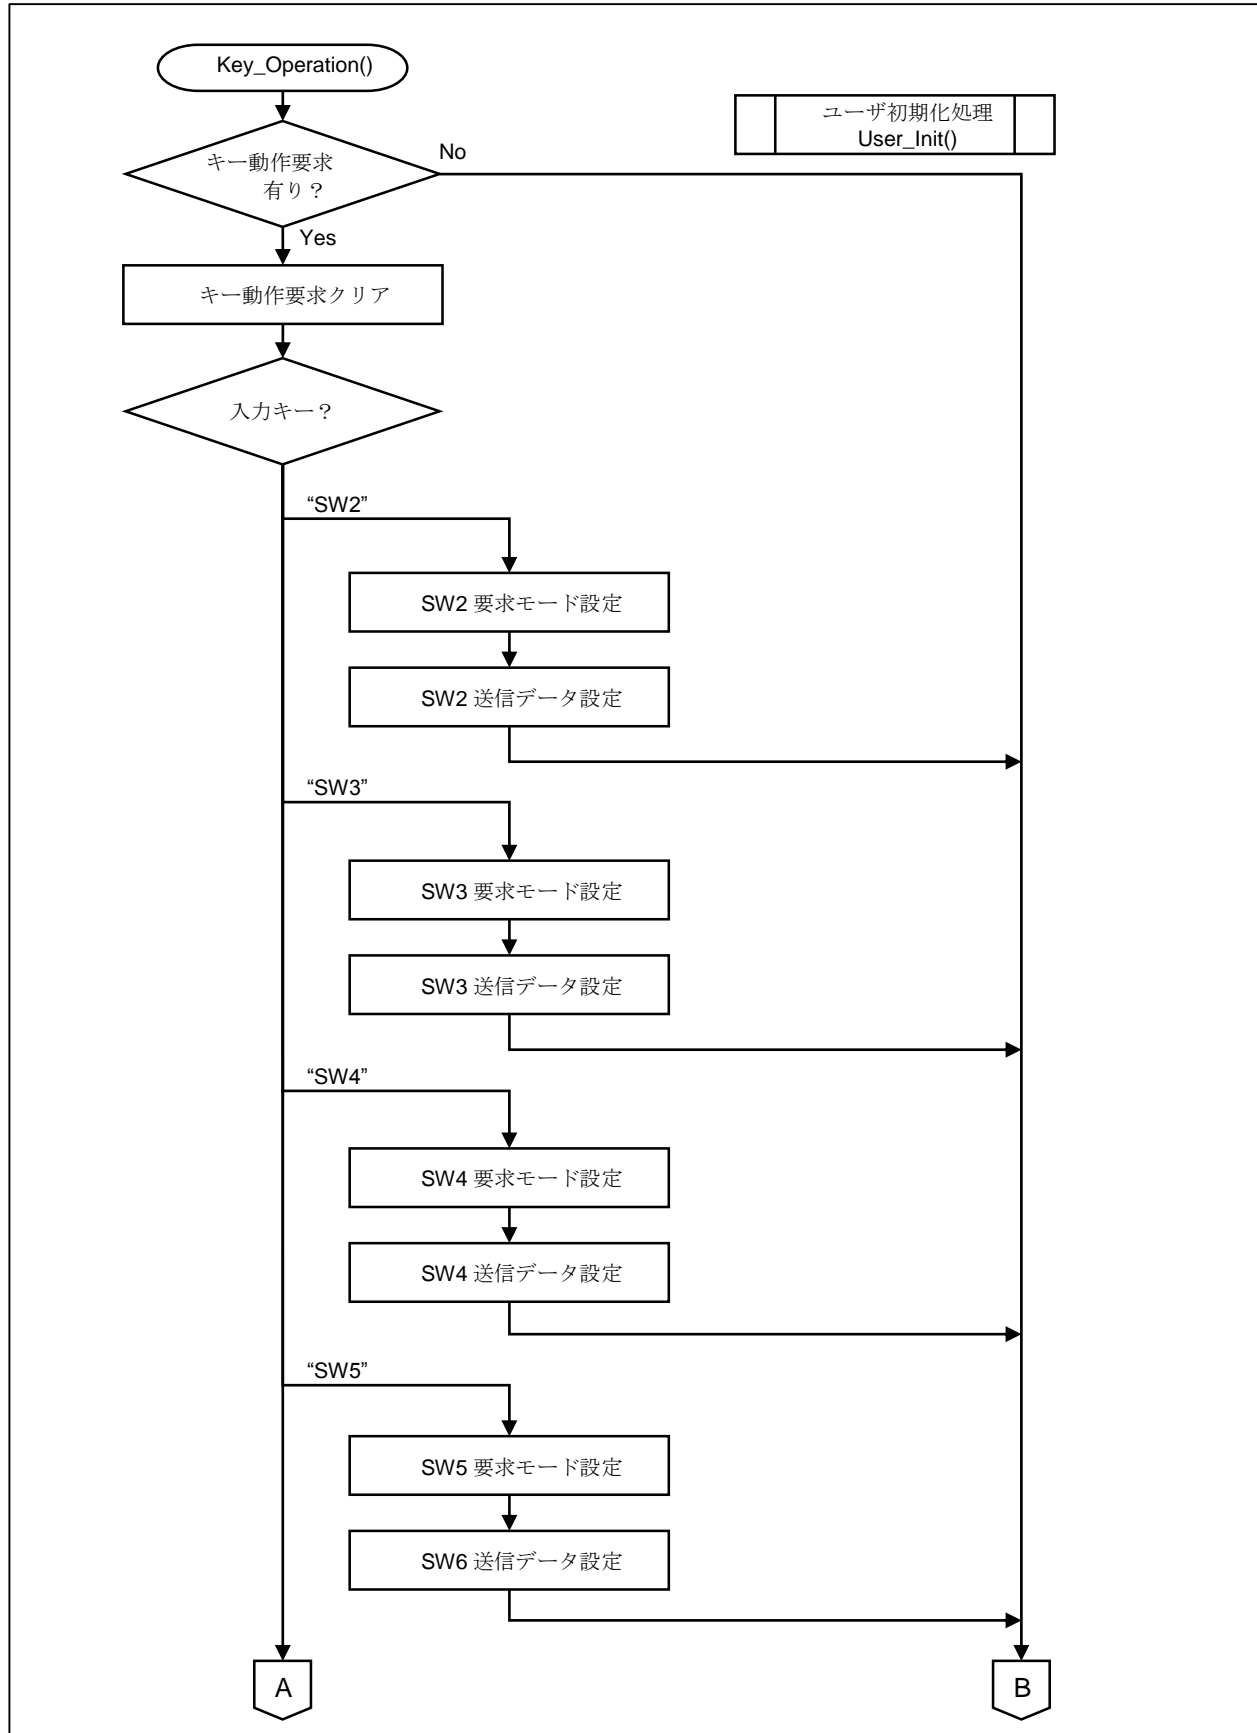 Key_Operation()
ユーザ初期化処理
User_Init()
キー動作要求
有り？
No
Yes
キー動作要求クリア
入力キー？
“SW2”
SW2 要求モード設定
SW2 送信データ設定
“SW3”
SW3 要求モード設定
SW3 送信データ設定
“SW4”
SW4 要求モード設定
SW4 送信データ設定
“SW5”
SW5 要求モード設定
SW6 送信データ設定
A
B